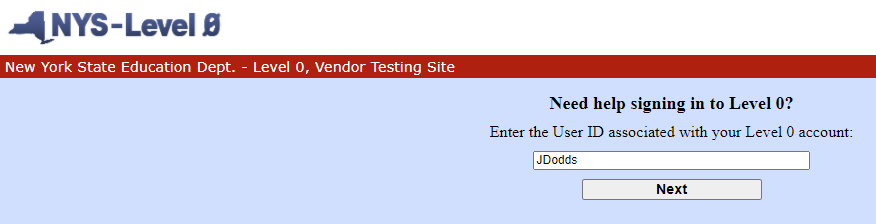 NYS-Level 0
New York State Education Dept. - Level 0, Vendor Testing Site
Need help signing in to Level 0?
Enter the User ID associated with your Level 0 account:
JDodds
Next